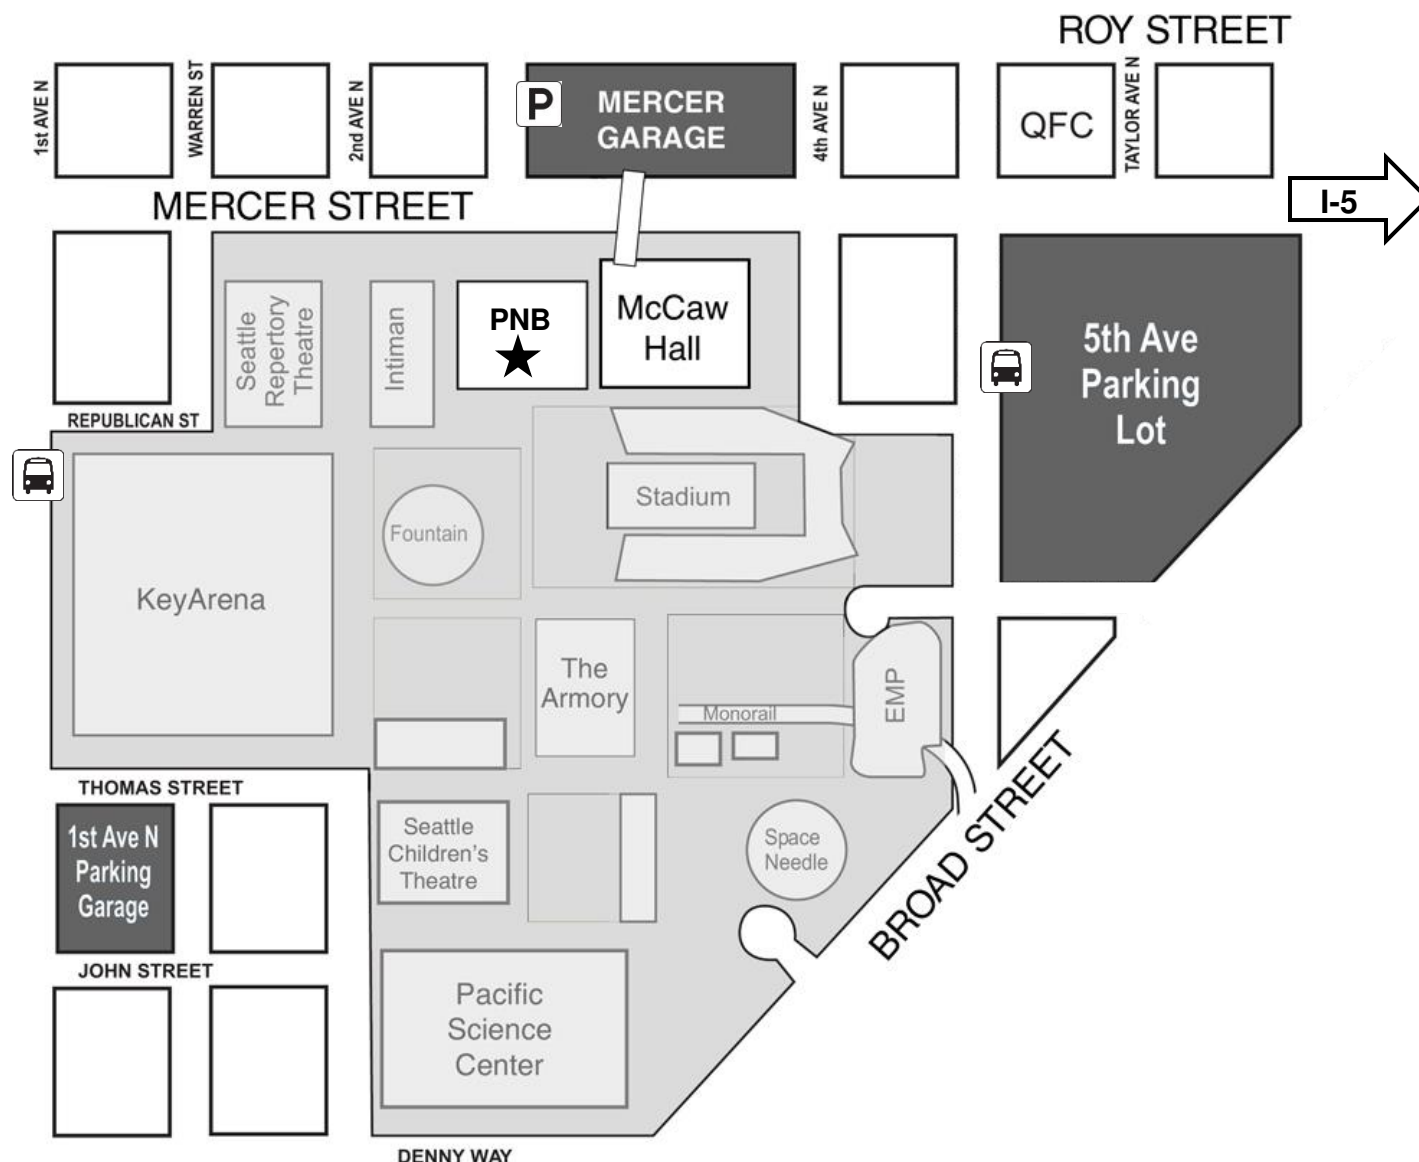 ROY STREET
1st AVE N
WARREN ST
2nd AVE N
P
MERCER
GARAGE
4th AVE N
QFC
TAYLOR AVE N
I-5
MERCER STREET
Seattle
Repertory
Theatre
Intiman
PNB
McCaw
Hall
5th Ave
Parking
Lot
REPUBLICAN ST
Stadium
Fountain
KeyArena
The
Armory
Monorail
EMP
THOMAS STREET
BROAD STREET
1st Ave N
Parking
Garage
Seattle
Children's
Theatre
Space
Needle
JOHN STREET
Pacific
Science
Center
DENNY WAY